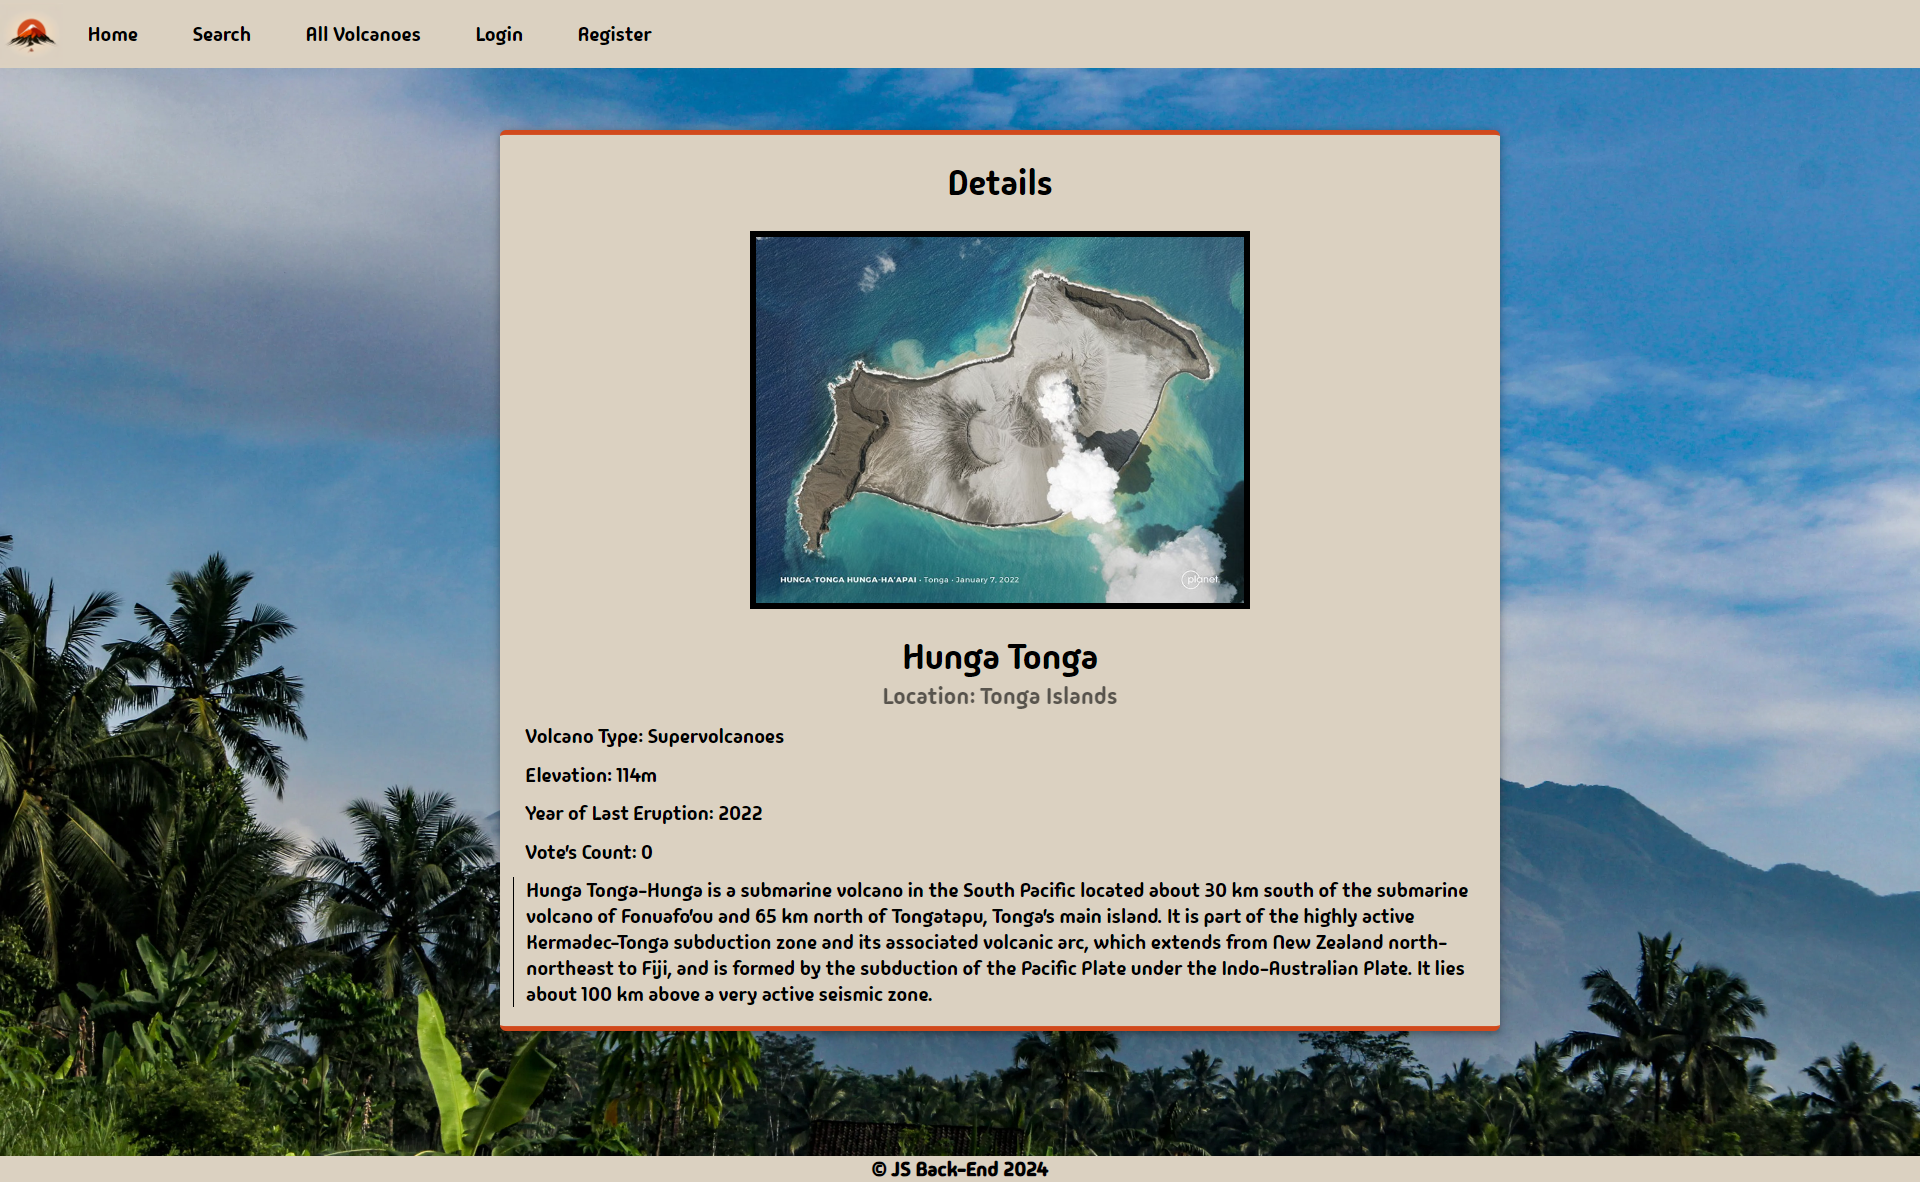 Home
Search
All Volcanoes
Login
Register
Details
HUNGA-TONGA HUNGA-HA'APAI • Tonga • January 7, 2022
planet.
Hunga Tonga
Location: Tonga Islands
Volcano Type: Supervolcanoes
Elevation: 114m
Year of Last Eruption: 2022
Vote's Count: 0
Hunga Tonga-Hunga is a submarine volcano in the South Pacific located about 30 km south of the submarine
volcano of Fonuafo'ou and 65 km north of Tongatapu, Tonga's main island. It is part of the highly active
Kermadec-Tonga subduction zone and its associated volcanic arc, which extends from New Zealand north-
northeast to Fiji, and is formed by the subduction of the Pacific Plate under the Indo-Australian Plate. It lies
about 100 km above a very active seismic zone.
© JS Back-End 2024